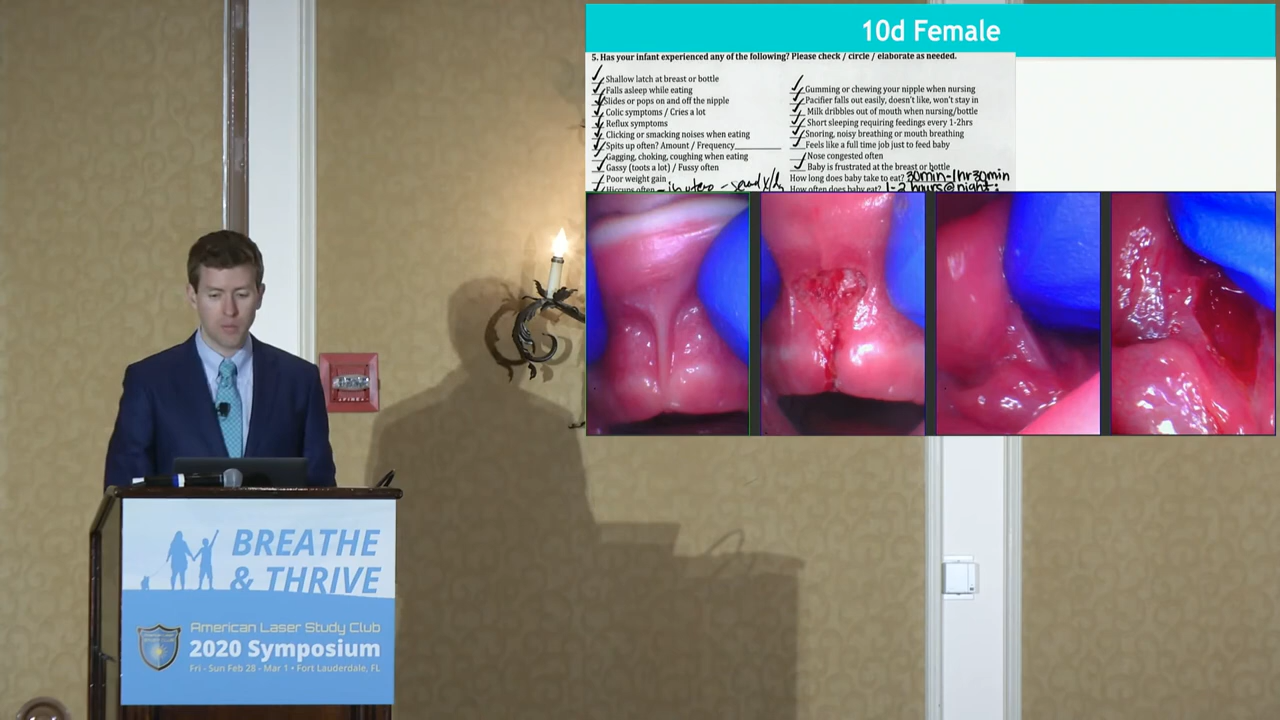 10d Female
5. Has your infant experienced any of the following? Please check / circle / elaborate as needed.
Shallow latch at breast or bottle
Falls asleep while eating
Slides or pops on and off the nipple
Colic symptoms / Cries a lot
Reflux symptoms
Clicking or smacking noises when eating
Spits up often? Amount / Frequency
Gagging, choking, coughing when eating
Gassy (toots a lot) / Fussy often
Poor weight gain
Hiccups often - in utero -
Gumming or chewing your nipple when nursing
Pacifier falls out easily, doesn't like, won't stay in
Milk dribbles out of mouth when nursing/bottle
Short sleeping requiring feedings every 1-2hrs
Snoring, noisy breathing or mouth breathing
Feels like a full time job just to feed baby
Nose congested often
Baby is frustrated at the breast or bottle
How long does baby take to eat? 30min-1hr30min
How often does baby eat? 1-2 hours@night;
FIRE
BREATHE
& THRIVE
American Laser Study Club
2020 Symposium
Fri - Sun Feb 28 - Mar 1 • Fort Lauderdale, FL